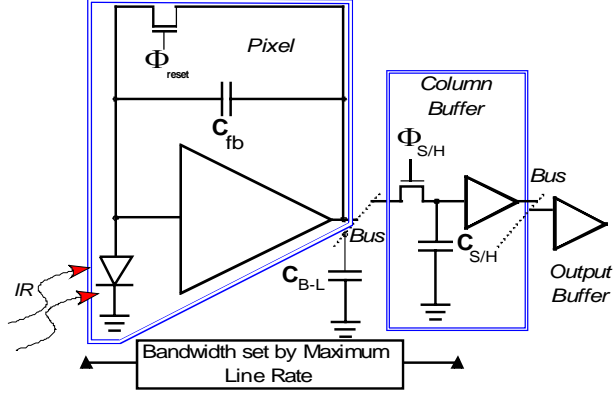 Pixel
Φreset
Cfb
Column
Buffer
ΦS/H
Bus
CS/H
Bus
CB-L
IR
Output
Buffer
Bandwidth set by Maximum
Line Rate